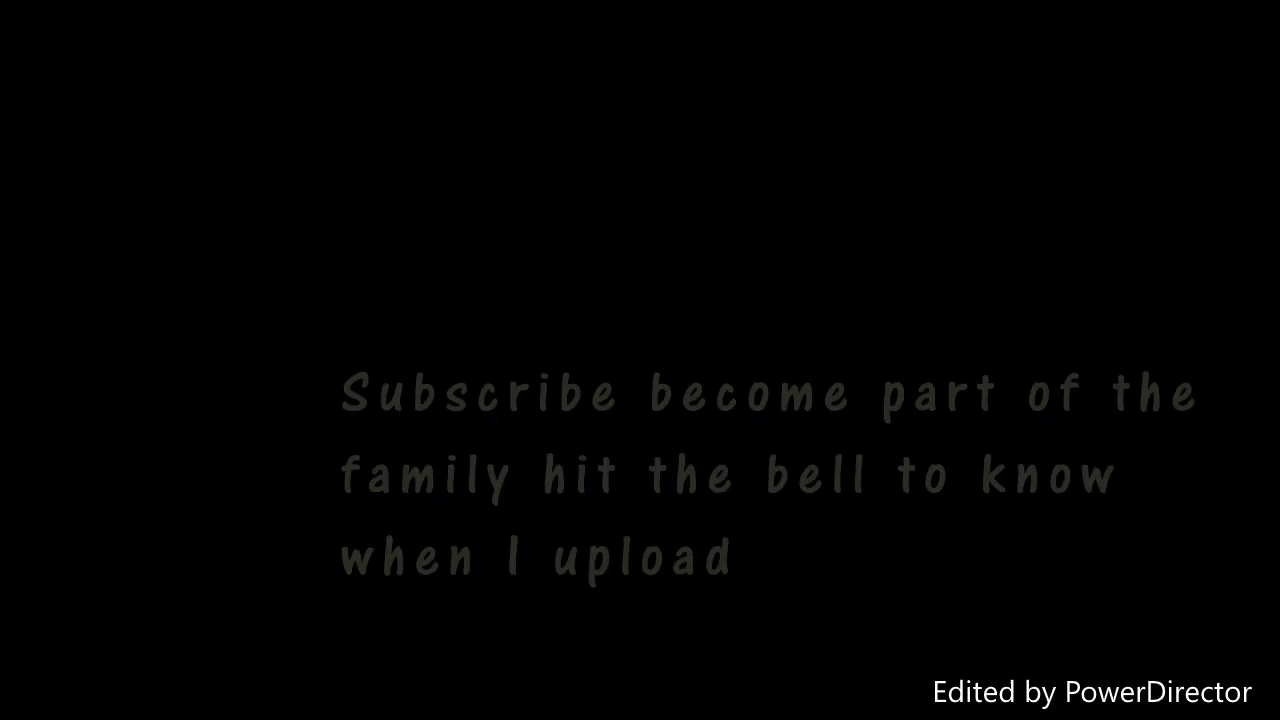 Subscribe become part of the
family hit the bell to know
when I upload
Edited by PowerDirector